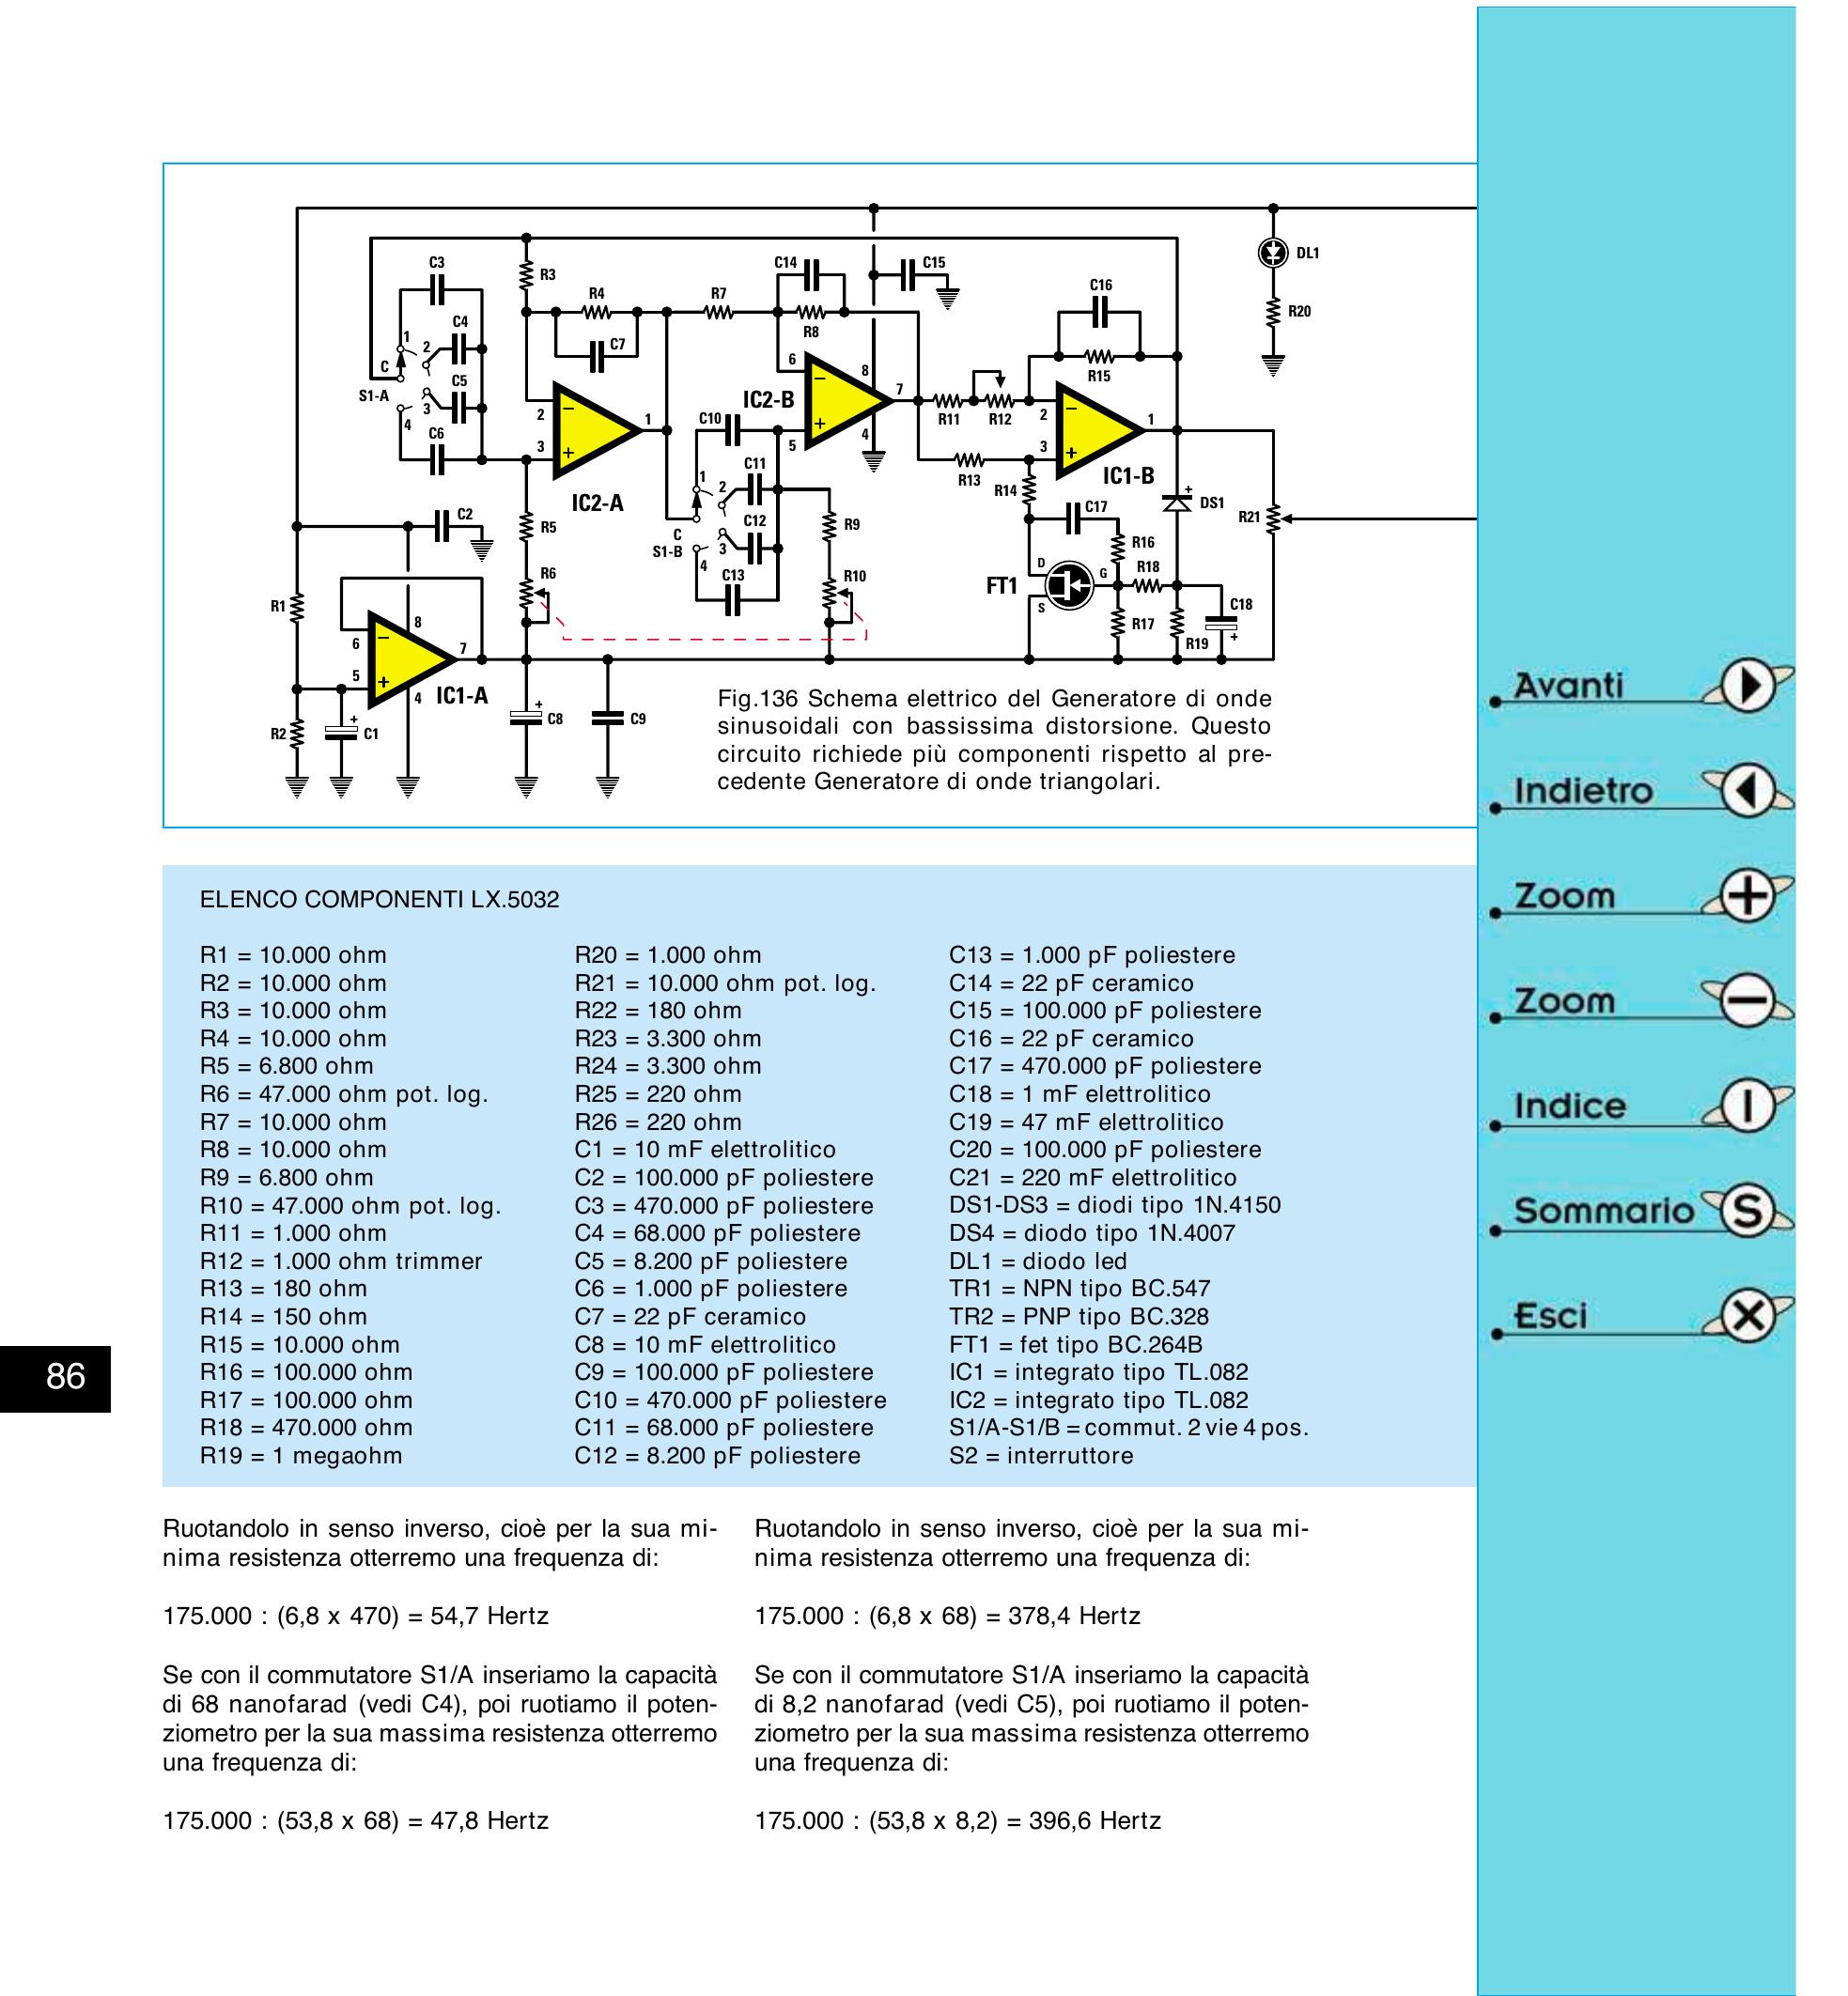 C3
C4
C5
C6
1
2
3
4
C
S1-A
R3
R4
C7
R7
C14
R8
C15
C16
R15
DL1
R20
2
3
1
IC2-A
6
5
8
4
7
IC2-B
R11
R12
R13
R14
2
3
1
IC1-B
C10
C11
C12
C13
1
2
3
4
C
S1-B
R9
R10
R5
R6
C2
R1
R2
C1
6
5
8
4
7
IC1-A
C8
C9
C17
R16
R17
R18
R19
C18
D
G
S
FT1
DS1
R21
+
+
+
+
Fig.136 Schema elettrico del Generatore di onde
sinusoidali con bassissima distorsione. Questo
circuito richiede più componenti rispetto al pre-
cedente Generatore di onde triangolari.
ELENCO COMPONENTI LX.5032
R1 = 10.000 ohm
R2 = 10.000 ohm
R3 = 10.000 ohm
R4 = 10.000 ohm
R5 = 6.800 ohm
R6 = 47.000 ohm pot. log.
R7 = 10.000 ohm
R8 = 10.000 ohm
R9 = 6.800 ohm
R10 = 47.000 ohm pot. log.
R11 = 1.000 ohm
R12 = 1.000 ohm trimmer
R13 = 180 ohm
R14 = 150 ohm
R15 = 10.000 ohm
R16 = 100.000 ohm
R17 = 100.000 ohm
R18 = 470.000 ohm
R19 = 1 megaohm
R20 = 1.000 ohm
R21 = 10.000 ohm pot. log.
R22 = 180 ohm
R23 = 3.300 ohm
R24 = 3.300 ohm
R25 = 220 ohm
R26 = 220 ohm
C1 = 10 mF elettrolitico
C2 = 100.000 pF poliestere
C3 = 470.000 pF poliestere
C4 = 68.000 pF poliestere
C5 = 8.200 pF poliestere
C6 = 1.000 pF poliestere
C7 = 22 pF ceramico
C8 = 10 mF elettrolitico
C9 = 100.000 pF poliestere
C10 = 470.000 pF poliestere
C11 = 68.000 pF poliestere
C12 = 8.200 pF poliestere
C13 = 1.000 pF poliestere
C14 = 22 pF ceramico
C15 = 100.000 pF poliestere
C16 = 22 pF ceramico
C17 = 470.000 pF poliestere
C18 = 1 mF elettrolitico
C19 = 47 mF elettrolitico
C20 = 100.000 pF poliestere
C21 = 220 mF elettrolitico
DS1-DS3 = diodi tipo 1N.4150
DS4 = diodo tipo 1N.4007
DL1 = diodo led
TR1 = NPN tipo BC.547
TR2 = PNP tipo BC.328
FT1 = fet tipo BC.264B
IC1 = integrato tipo TL.082
IC2 = integrato tipo TL.082
S1/A-S1/B = commut. 2 vie 4 pos.
S2 = interruttore
86
Ruotandolo in senso inverso, cioè per la sua mi-
nima resistenza otterremo una frequenza di:
175.000 : (6,8 x 470) = 54,7 Hertz
Se con il commutatore S1/A inseriamo la capacità
di 68 nanofarad (vedi C4), poi ruotiamo il poten-
ziometro per la sua massima resistenza otterremo
una frequenza di:
175.000 : (53,8 x 68) = 47,8 Hertz
Ruotandolo in senso inverso, cioè per la sua mi-
nima resistenza otterremo una frequenza di:
175.000 : (6,8 x 68) = 378,4 Hertz
Se con il commutatore S1/A inseriamo la capacità
di 8,2 nanofarad (vedi C5), poi ruotiamo il poten-
ziometro per la sua massima resistenza otterremo
una frequenza di:
175.000 : (53,8 x 8,2) = 396,6 Hertz
Avanti
Indietro
Zoom +
Zoom −
Indice I
Sommario S
Esci X